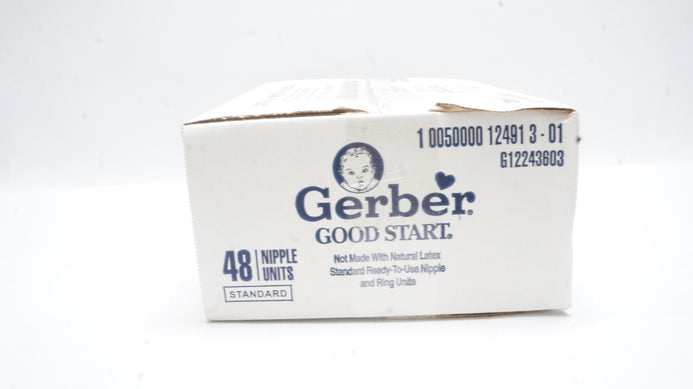 1 0050000 12491 3 - 01
G12243603
Gerber®
GOOD START®
48 NIPPLE UNITS
STANDARD
Not Made With Natural Latex
Standard Ready-To-Use Nipple
and Ring Units